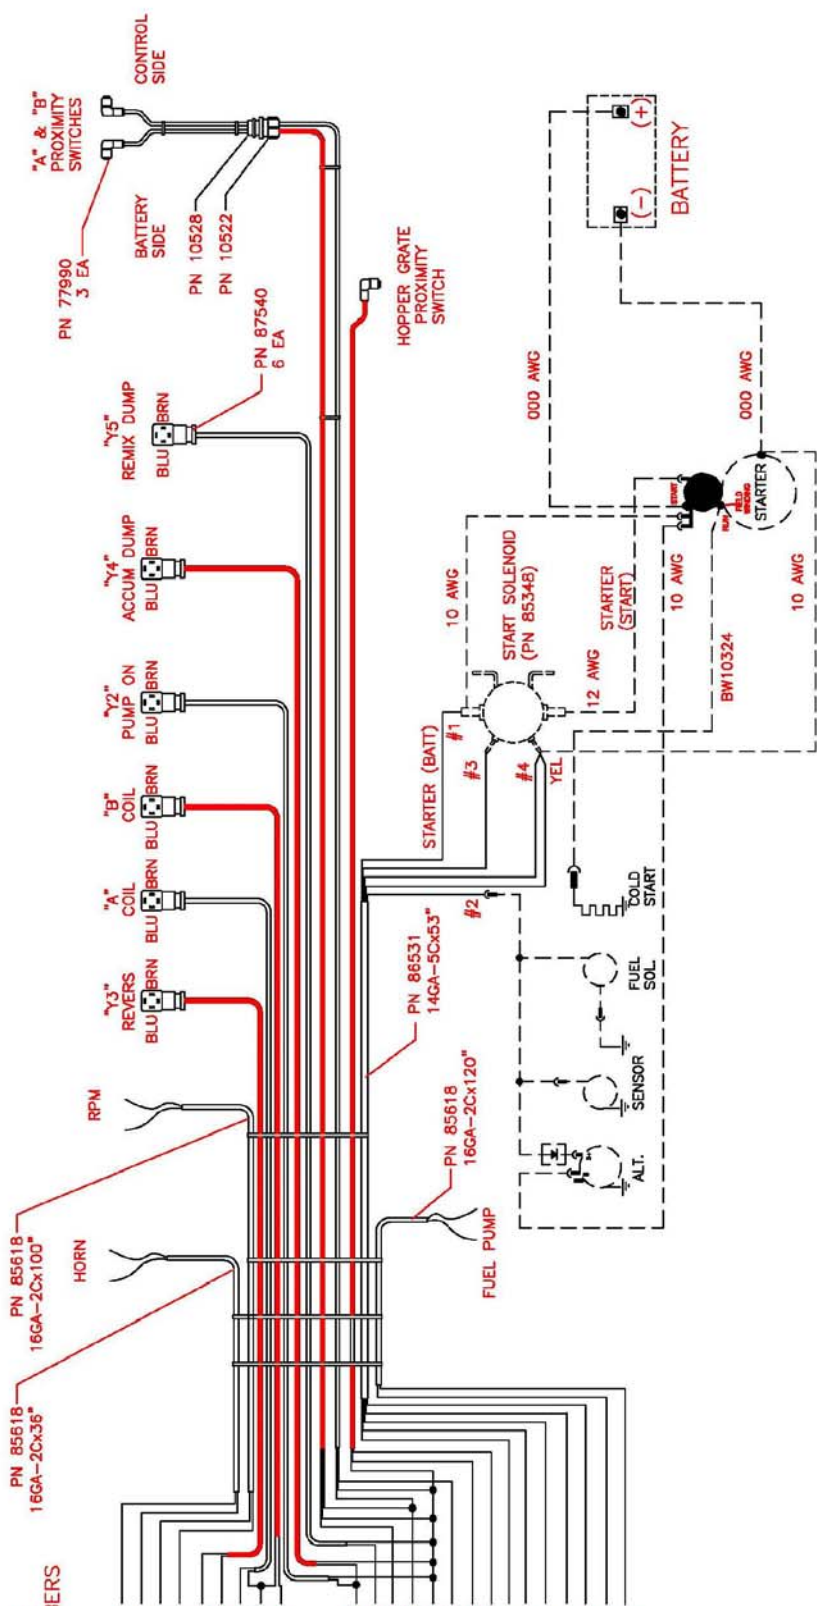 "A" & "B"
PROXIMITY
SWITCHES
CONTROL
SIDE
BATTERY
SIDE
PN 77990
3 EA
PN 10528
PN 10522
HOPPER GRATE
PROXIMITY
SWITCH
PN 87540
6 EA
"Y5"
REMIX DUMP
BLU
BRN
"Y4"
ACCUM DUMP
BLU
BRN
"Y2"
PUMP ON
BLU
BRN
"B"
COIL
BLU
BRN
"A"
COIL
BLU
BRN
"Y3"
REVERS
BLU
BRN
RPM
PN 85618
16GA-2Cx100"
HORN
PN 85618
16GA-2Cx36"
NERS
BATTERY
(+)
(-)
000 AWG
000 AWG
START
RUN
FIELD
WINDING
STARTER
10 AWG
START SOLENOID
(PN 85348)
12 AWG
STARTER
(START)
10 AWG
BW10324
10 AWG
STARTER (BATT)
#1
#3
#4
YEL
#2
PN 86531
14GA-5Cx53"
COLD
START
FUEL
SOL.
SENSOR
ALT.
PN 85618
16GA-2Cx120"
FUEL PUMP